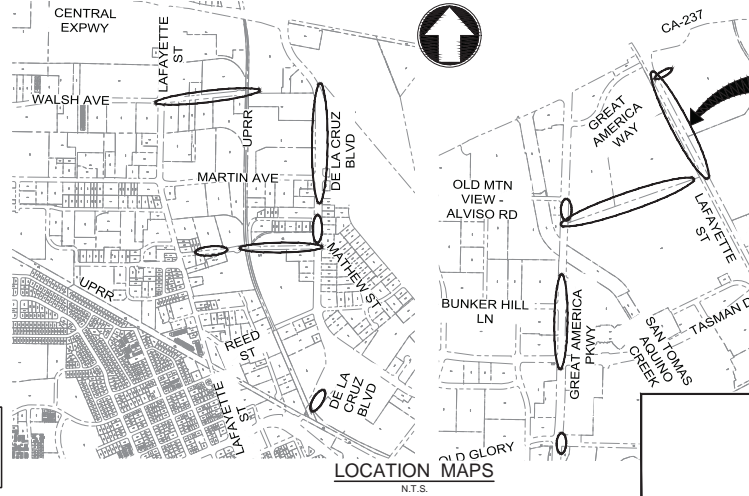 CENTRAL
EXPWY
LAFAYETTE
ST
WALSH AVE
UPRR
DE LA CRUZ
BLVD
MARTIN AVE
MATHEW ST
UPRR
REED
ST
LAFAYETTE
ST
DE LA
CRUZ
BLVD
CA-237
GREAT
AMERICA
WAY
OLD MTN
VIEW -
ALVISO RD
LAFAYETTE
ST
BUNKER HILL
LN
GREAT AMERICA
PKWY
SAN TOMAS
AQUINO
CREEK
TASMAN D
OLD GLORY
LOCATION MAPS
N.T.S.